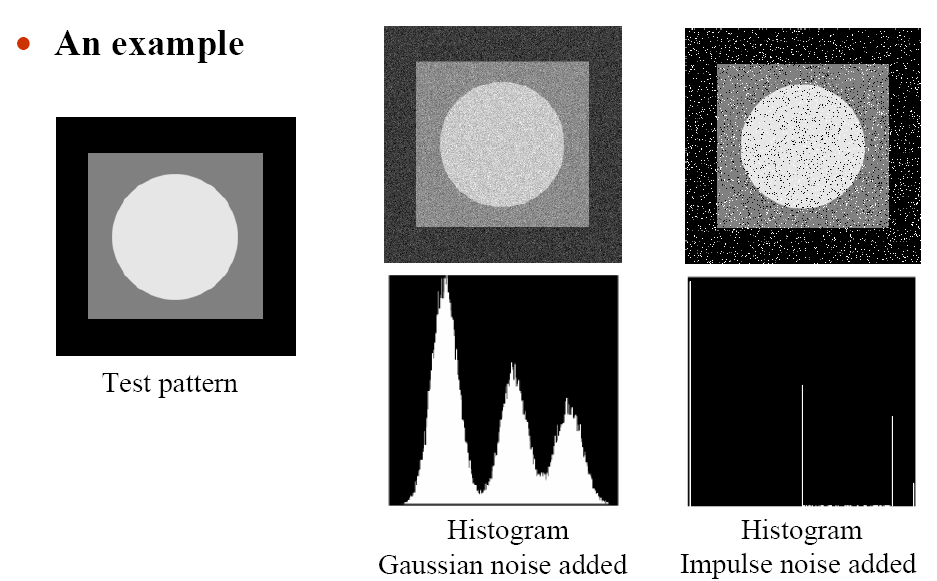 An example
Test pattern
Histogram
Gaussian noise added
Histogram
Impulse noise added